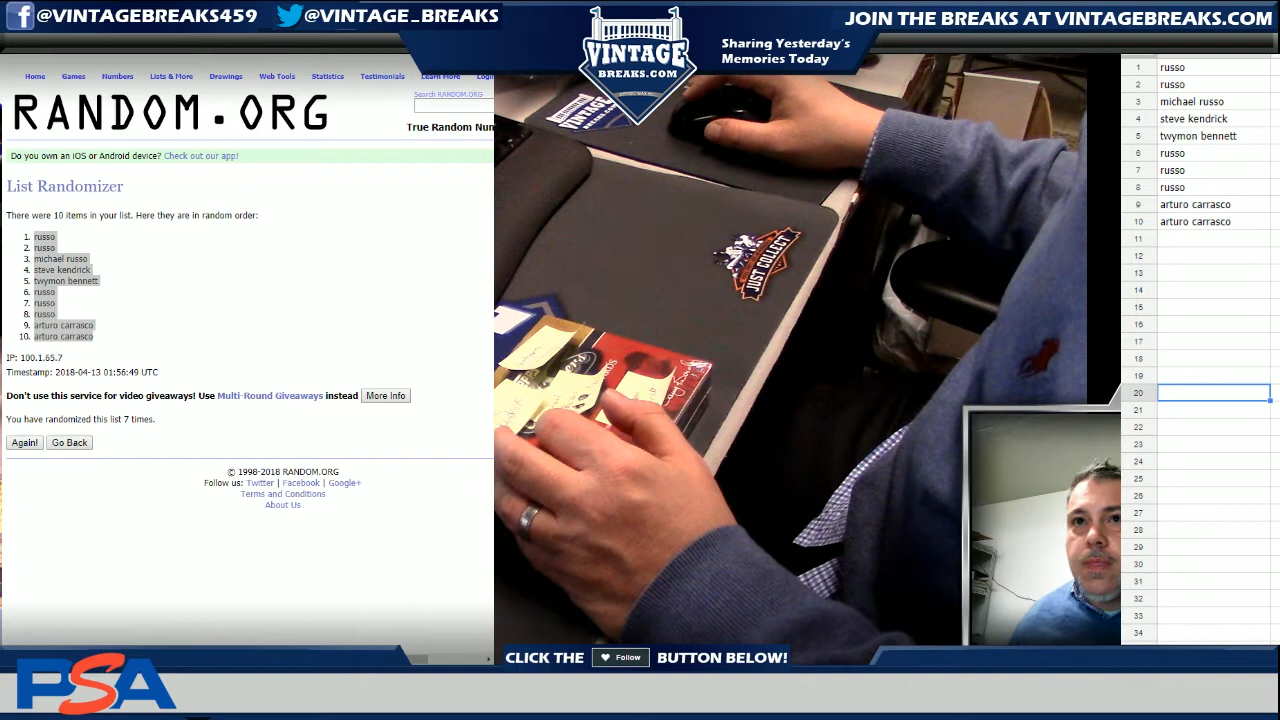 @VINTAGEBREAKS459
@VINTAGE_BREAKS
VINTAGE
BREAKS.COM
Sharing Yesterday's
Memories Today
JOIN THE BREAKS AT VINTAGEBREAKS.COM
Home Games Numbers Lists & More Drawings Web Tools Statistics Testimonials Learn More Login
RANDOM.ORG
Search RANDOM.ORG
True Random Num
Do you own an iOS or Android device? Check out our app!
List Randomizer
There were 10 items in your list. Here they are in random order:
1. russo
2. russo
3. michael russo
4. steve kendrick
5. twymon bennett
6. russo
7. russo
8. russo
9. arturo carrasco
10. arturo carrasco
IP: 100.1.65.7
Timestamp: 2018-04-13 01:56:49 UTC
Don't use this service for video giveaways! Use Multi-Round Giveaways instead More Info
You have randomized this list 7 times.
Again! Go Back
© 1998-2018 RANDOM.ORG
Follow us: Twitter | Facebook | Google+
Terms and Conditions
About Us
VINTAGE
JUST COLLECT
1 russo
2 russo
3 michael russo
4 steve kendrick
5 twymon bennett
6 russo
7 russo
8 russo
9 arturo carrasco
10 arturo carrasco
11
12
13
14
15
16
17
18
19
20
21
22
23
24
25
26
27
28
29
30
31
32
33
34
CLICK THE Follow BUTTON BELOW!
PSA